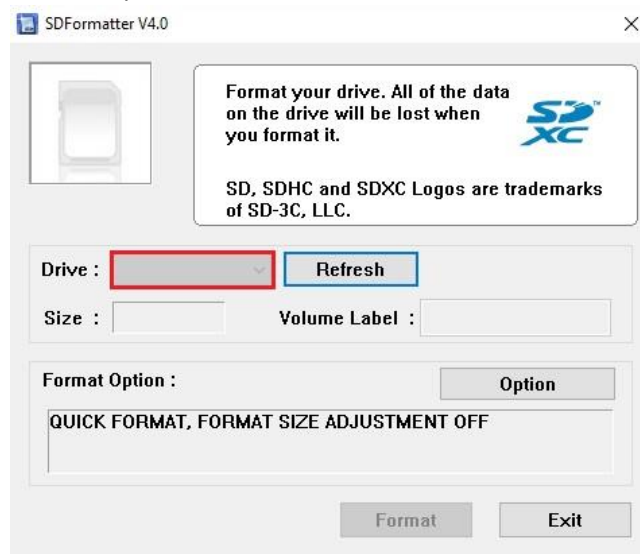 SDFormatter V4.0
Format your drive. All of the data
on the drive will be lost when
you format it.
SD XC™
SD, SDHC and SDXC Logos are trademarks
of SD-3C, LLC.
Drive :
Refresh
Size :
Volume Label :
Format Option :
Option
QUICK FORMAT, FORMAT SIZE ADJUSTMENT OFF
Format
Exit